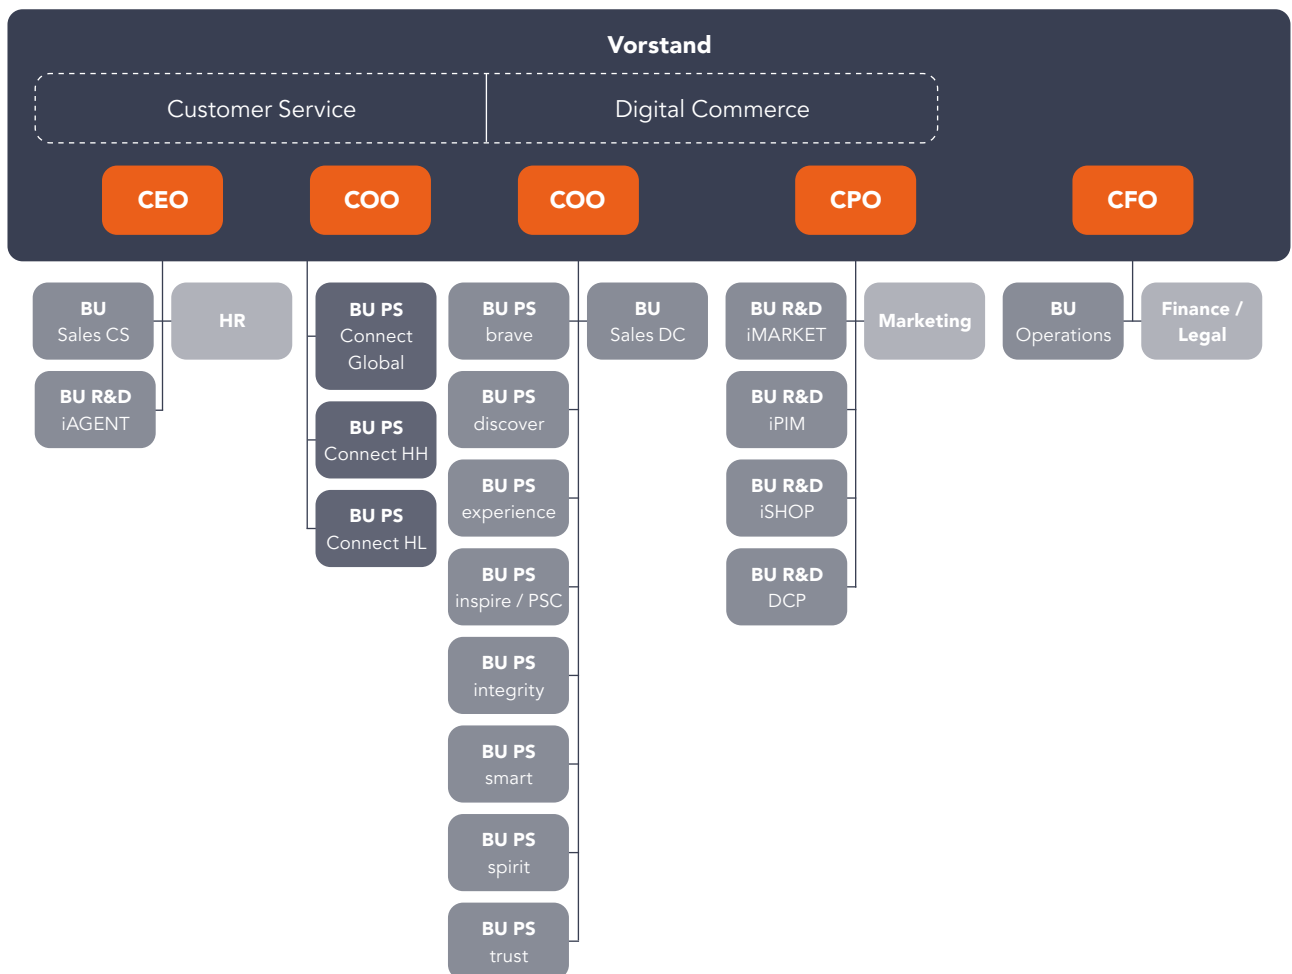 Vorstand
Customer Service
Digital Commerce
CEO
COO
COO
CPO
CFO
BU
Sales CS
HR
BU R&D
iAGENT
BU PS
Connect
Global
BU PS
Connect HH
BU PS
Connect HL
BU PS
brave
BU
Sales DC
BU PS
discover
BU PS
experience
BU PS
inspire / PSC
BU PS
integrity
BU PS
smart
BU PS
spirit
BU PS
trust
BU R&D
iMARKET
Marketing
BU R&D
iPIM
BU R&D
iSHOP
BU R&D
DCP
BU
Operations
Finance /
Legal